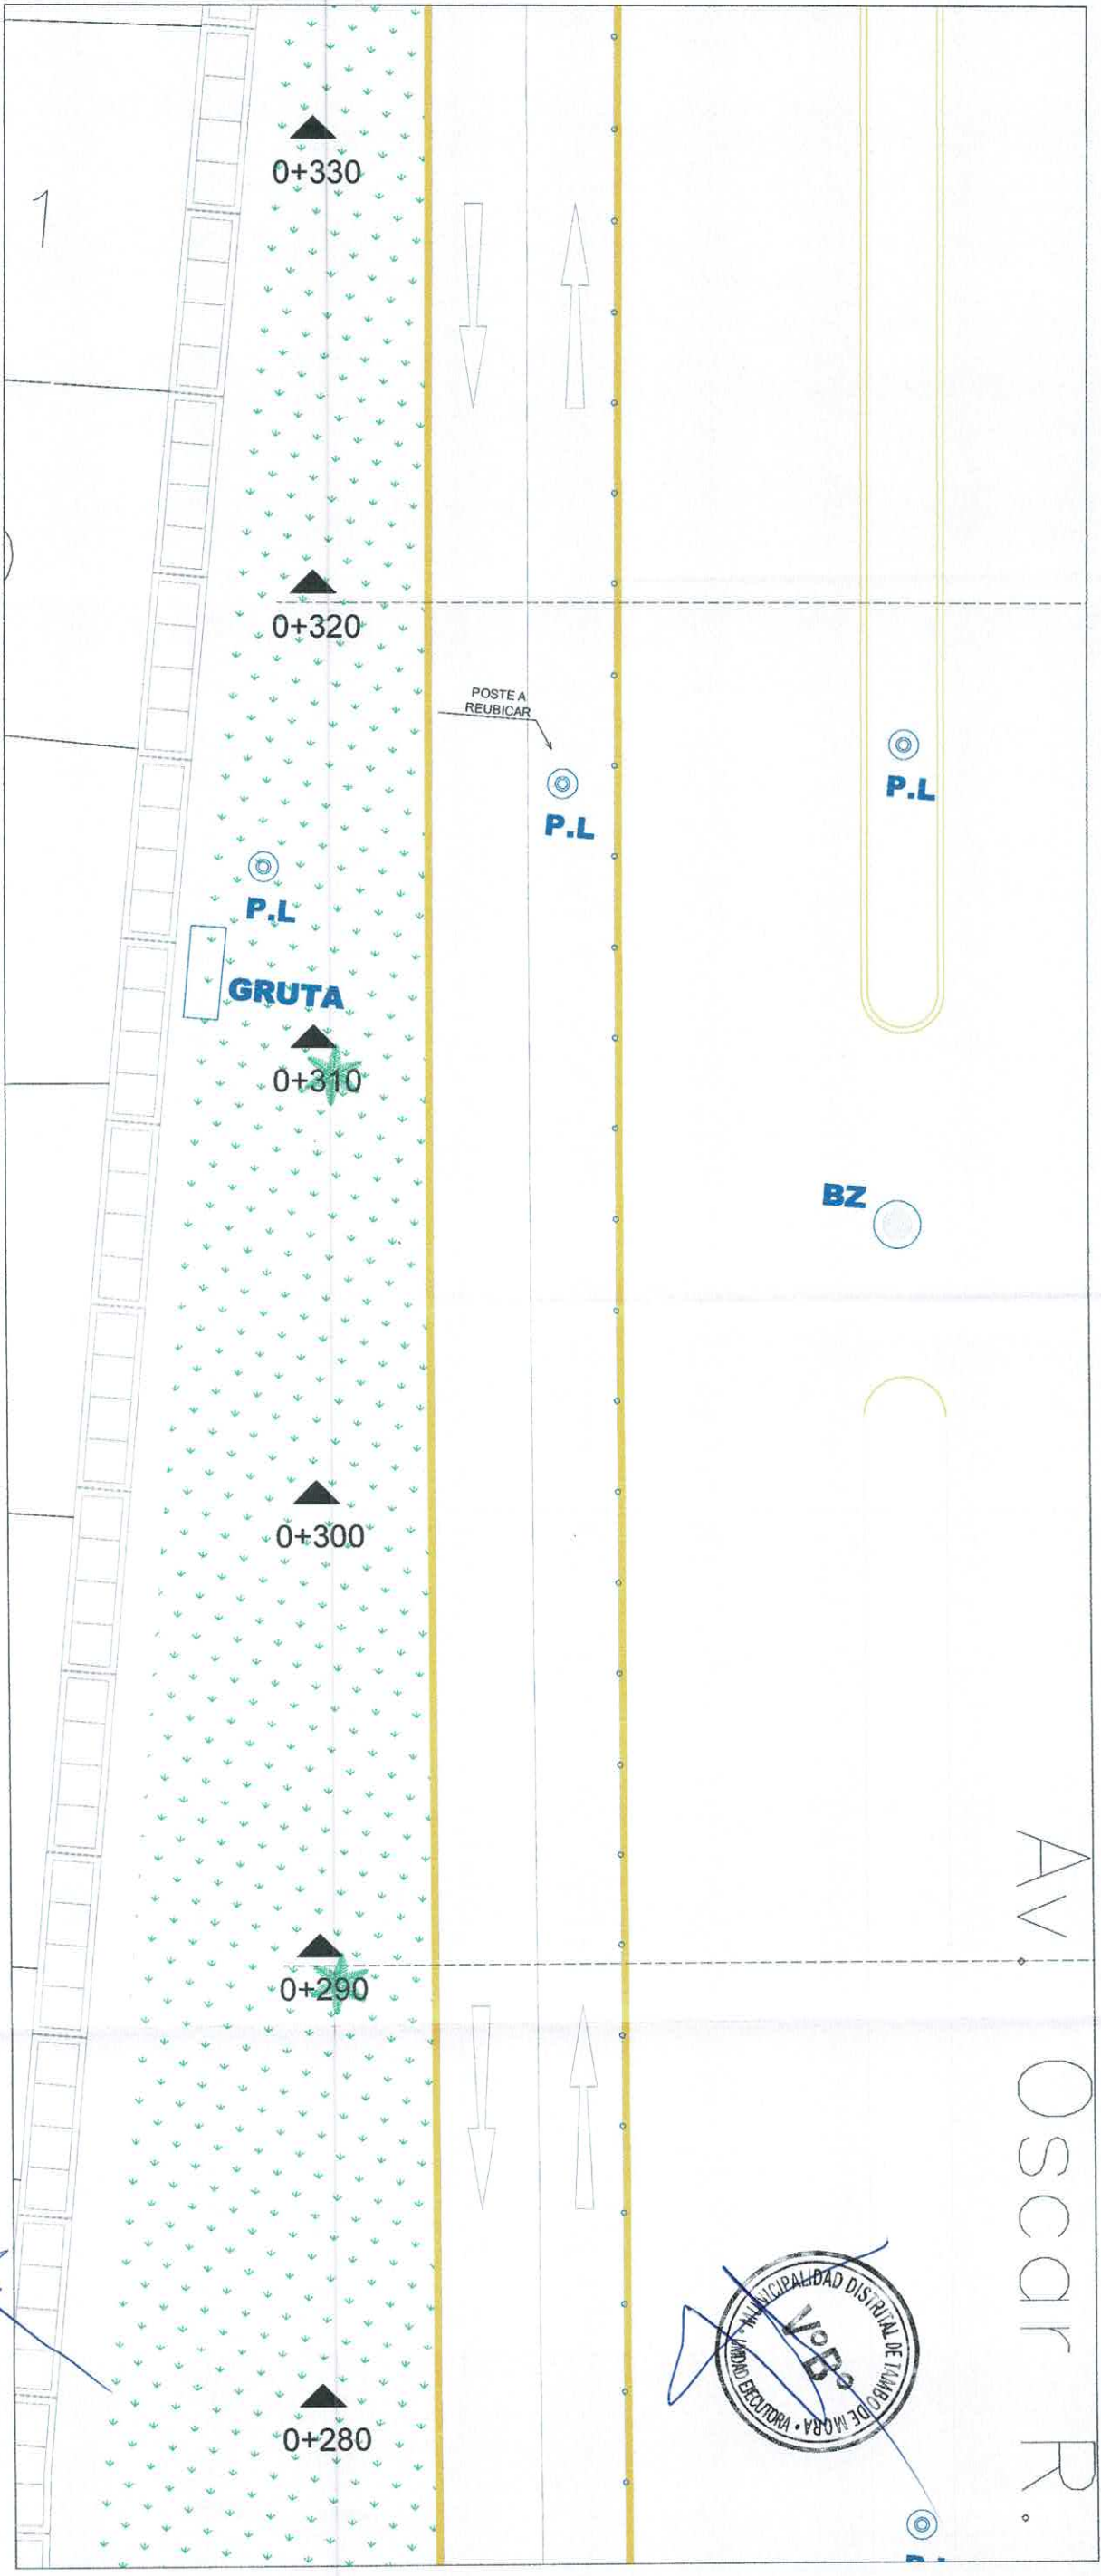 0+330
1
0+320
POSTE A
REUBICAR
P.L
P.L
P.L
GRUTA
0+310
BZ
0+300
0+290
Av. Oscar R.
MUNICIPALIDAD DISTRITAL DE TAMBO DE MORA
VºBº
UNIDAD EJECUTORA
0+280